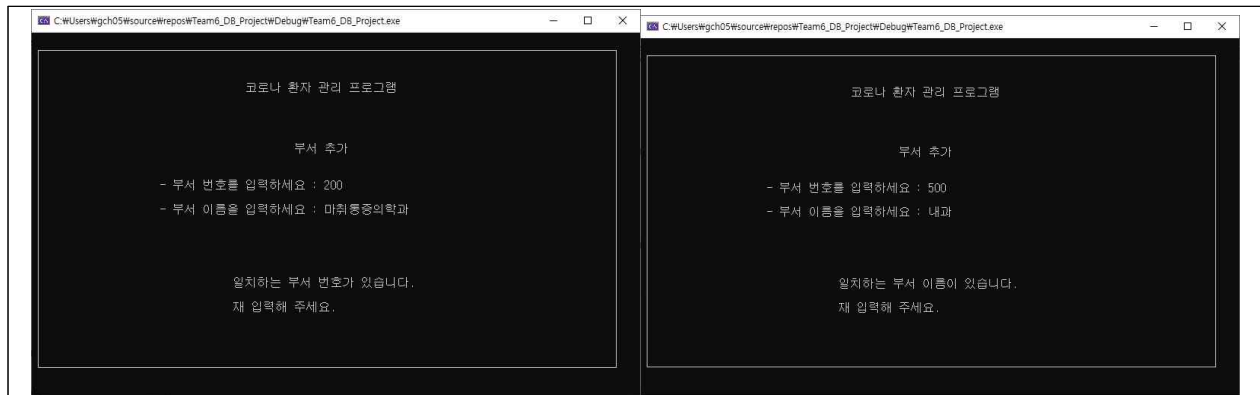 C:₩Users₩gch05₩source₩repos₩Team6_DB_Project₩Debug₩Team6_DB_Project.exe
코로나 환자 관리 프로그램
부서 추가
- 부서 번호를 입력하세요 : 200
- 부서 이름을 입력하세요 : 마취통증의학과
일치하는 부서 번호가 있습니다.
재 입력해 주세요.
C:₩Users₩gch05₩source₩repos₩Team6_DB_Project₩Debug₩Team6_DB_Project.exe
코로나 환자 관리 프로그램
부서 추가
- 부서 번호를 입력하세요 : 500
- 부서 이름을 입력하세요 : 내과
일치하는 부서 이름이 있습니다.
재 입력해 주세요.